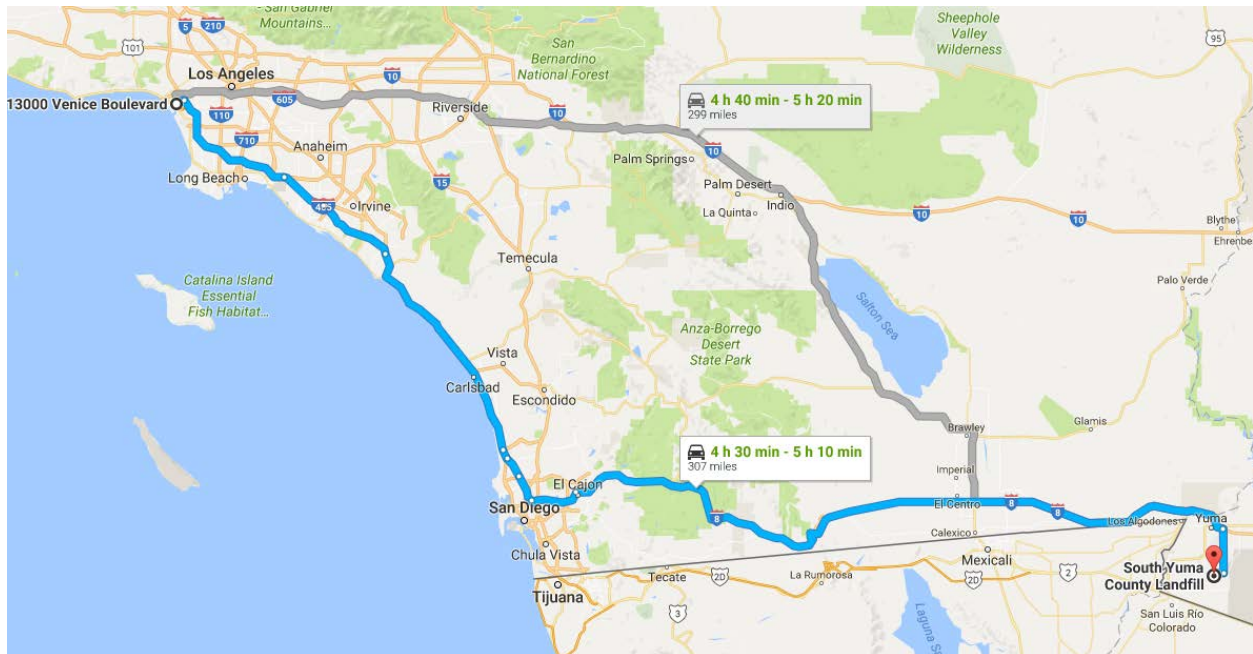 San Gabriel
Mountains...
5
210
101
Los Angeles
13000 Venice Boulevard
10
605
110
710
Anaheim
Long Beach
405
Irvine
Riverside
San
Bernardino
National Forest
10
15
Sheephole
Valley
Wilderness
95
4 h 40 min - 5 h 20 min
299 miles
10
Palm Springs
Palm Desert
La Quinta
Indio
10
10
Blythe
Ehrenbe
Palo Verde
Temecula
Catalina Island
Essential
Fish Habitat...
Salton Sea
Anza-Borrego
Desert
State Park
Vista
Carlsbad
Escondido
Brawley
Glamis
4 h 30 min - 5 h 10 min
307 miles
Imperial
El Cajon
El Centro
8
8
8
San Diego
Los Algodones
Yuma
Calexico
Chula Vista
Mexicali
South Yuma
County Landfill
Tecate
2D
La Rumorosa
2D
2
Tijuana
3
Laguna S
San Luis Río
Colorado